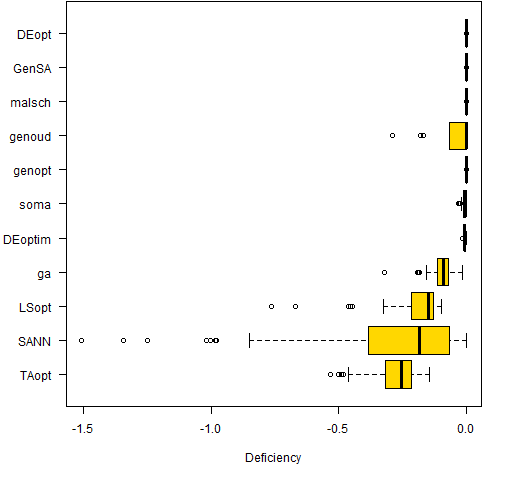 DEopt
GenSA
malsch
genoud
genopt
soma
DEoptim
ga
LSopt
SANN
TAopt
-1.5 -1.0 -0.5 0.0
Deficiency